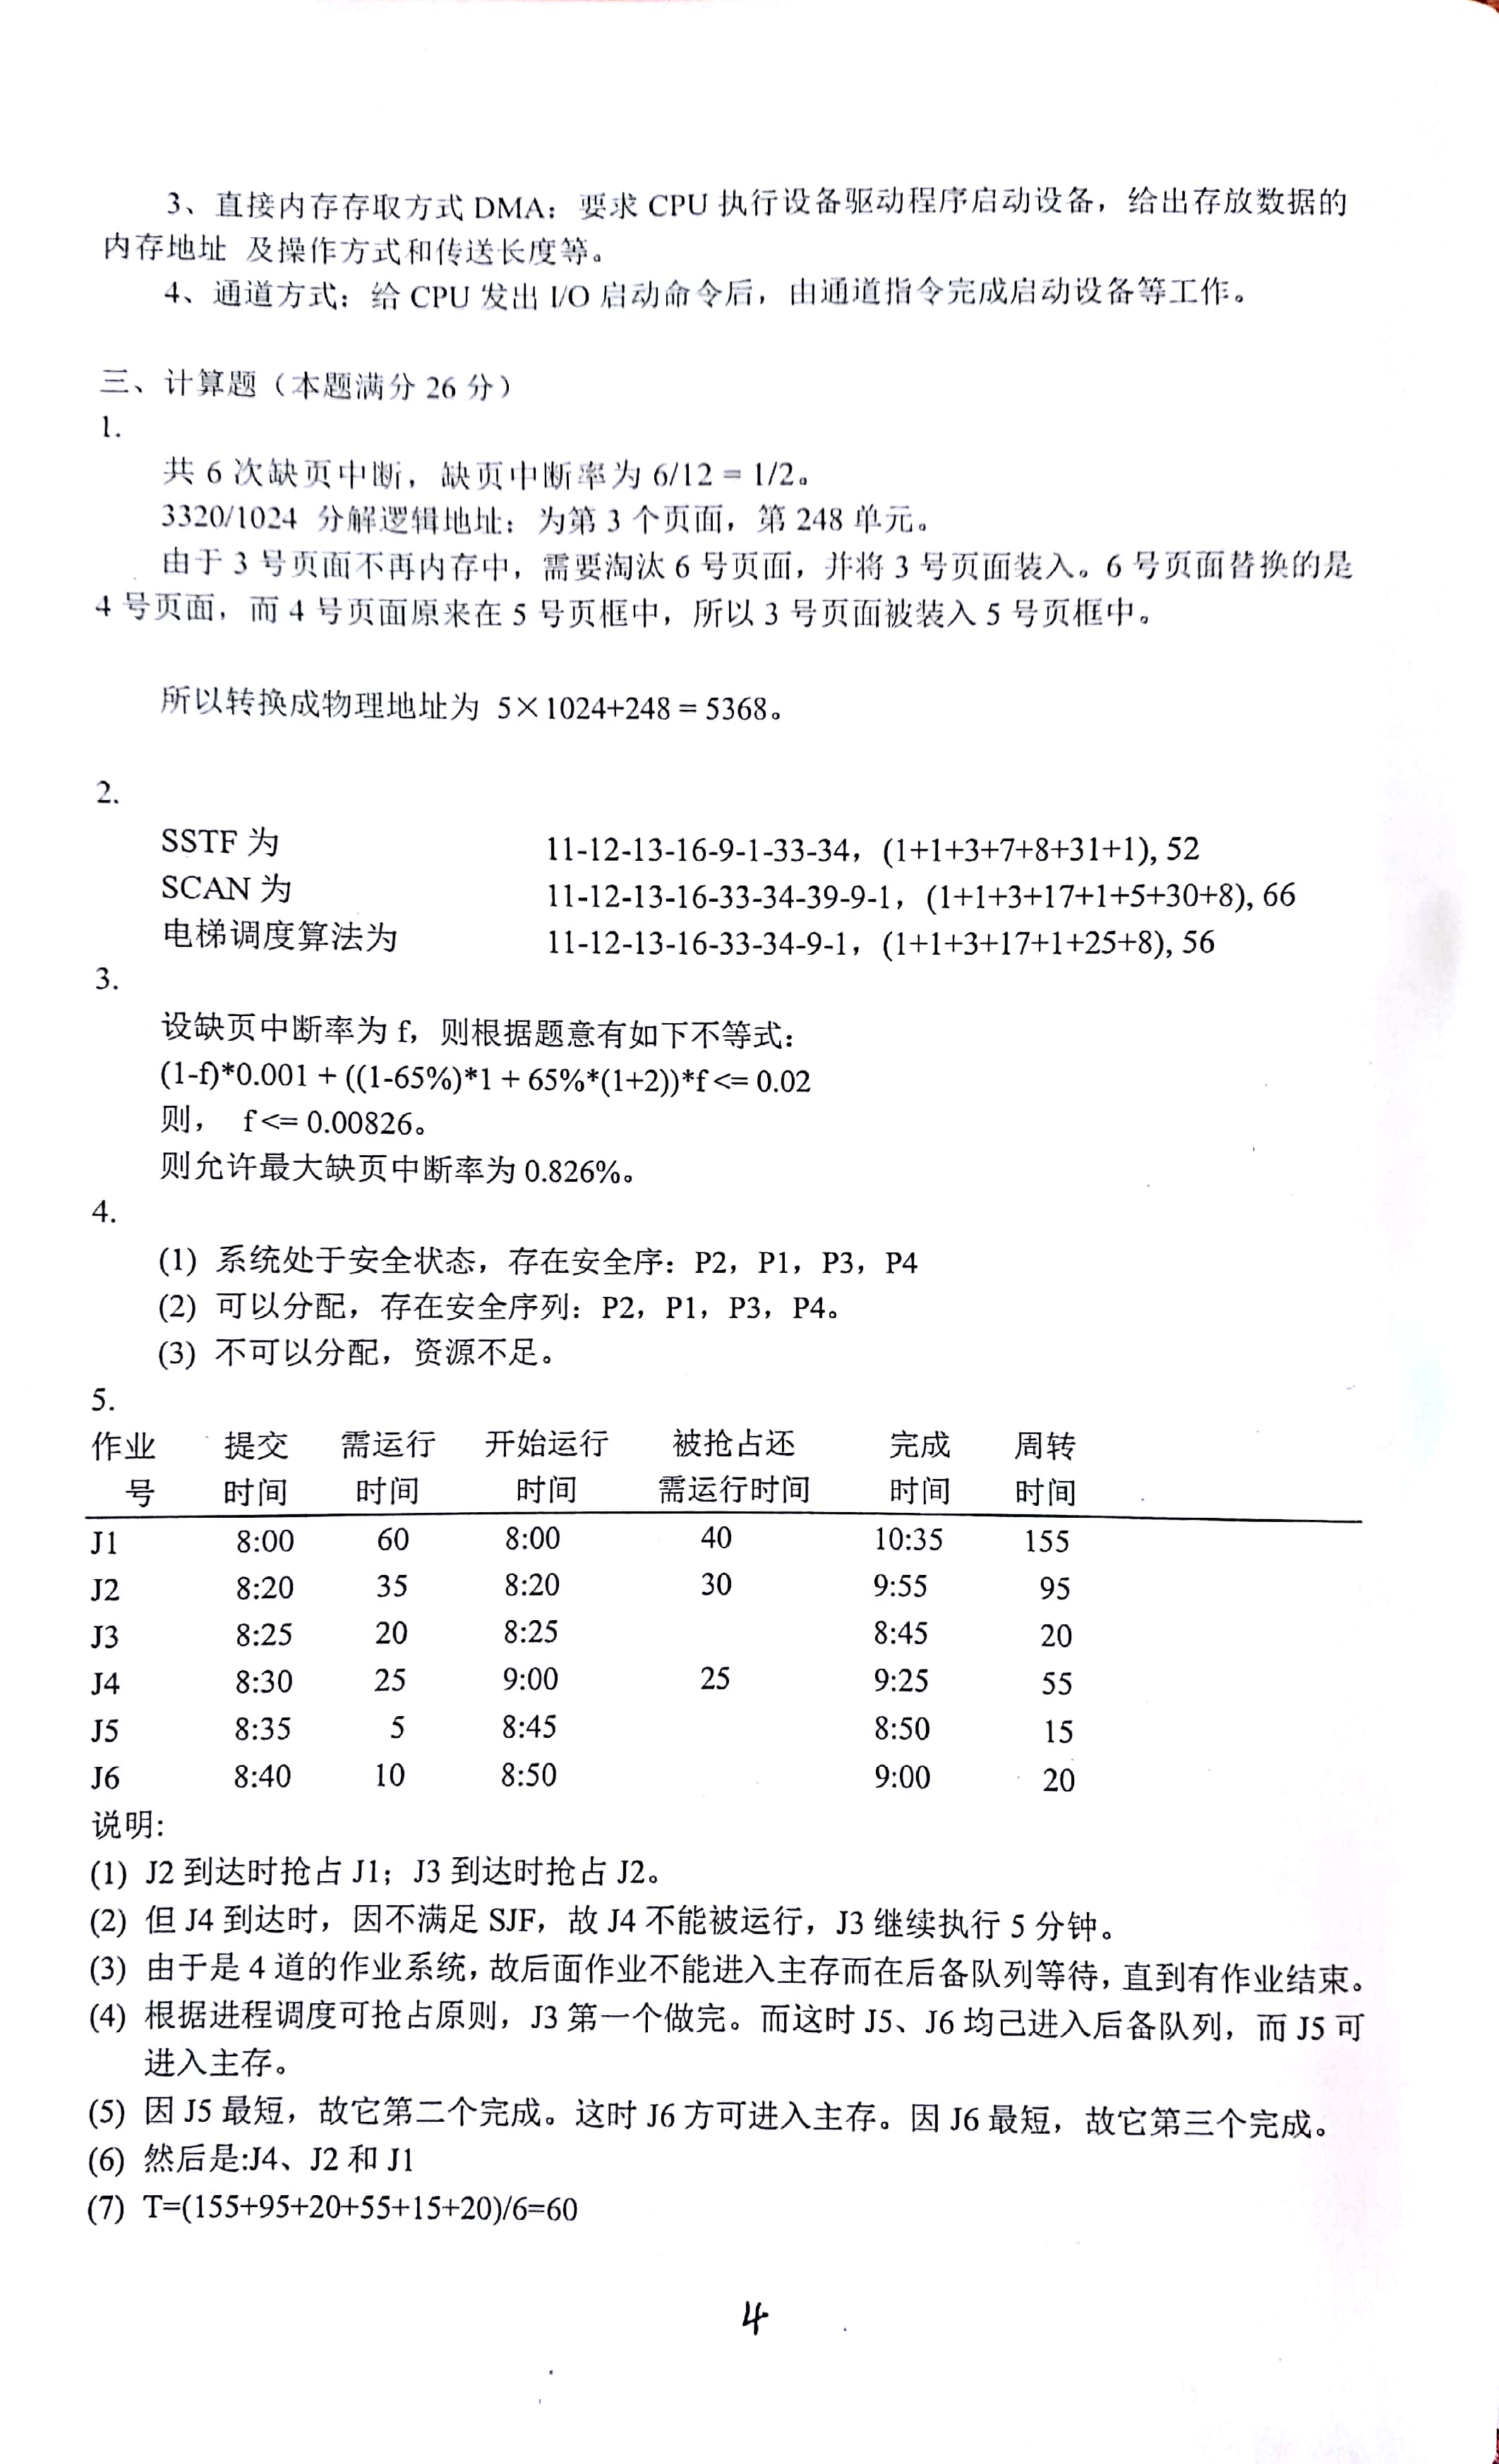 3、直接内存存取方式 DMA：要求 CPU 执行设备驱动程序启动设备，给出存放数据的
内存地址 及操作方式和传送长度等。
4、通道方式：给 CPU 发出 I/O 启动命令后，由通道指令完成启动设备等工作。
三、计算题（本题满分 26 分）
1.
共 6 次缺页中断，缺页中断率为 6/12 = 1/2。
3320/1024 分解逻辑地址：为第 3 个页面，第 248 单元。
由于 3 号页面不再内存中，需要淘汰 6 号页面，并将 3 号页面装入。6 号页面替换的是
4 号页面，而 4 号页面原来在 5 号页框中，所以 3 号页面被装入 5 号页框中。
所以转换成物理地址为 5×1024+248 = 5368。
2.
SSTF 为 11-12-13-16-9-1-33-34，(1+1+3+7+8+31+1), 52
SCAN 为 11-12-13-16-33-34-39-9-1，(1+1+3+17+1+5+30+8), 66
电梯调度算法为 11-12-13-16-33-34-9-1，(1+1+3+17+1+25+8), 56
3.
设缺页中断率为 f，则根据题意有如下不等式：
(1-f)*0.001 + ((1-65%)*1 + 65%*(1+2))*f <= 0.02
则， f <= 0.00826。
则允许最大缺页中断率为 0.826%。
4.
(1) 系统处于安全状态，存在安全序：P2，P1，P3，P4
(2) 可以分配，存在安全序列：P2，P1，P3，P4。
(3) 不可以分配，资源不足。
5.
作业 提交 需运行 开始运行 被抢占还 完成 周转
号 时间 时间 时间 需运行时间 时间 时间
J1 8:00 60 8:00 40 10:35 155
J2 8:20 35 8:20 30 9:55 95
J3 8:25 20 8:25 8:45 20
J4 8:30 25 9:00 25 9:25 55
J5 8:35 5 8:45 8:50 15
J6 8:40 10 8:50 9:00 20
说明:
(1) J2 到达时抢占 J1；J3 到达时抢占 J2。
(2) 但 J4 到达时，因不满足 SJF，故 J4 不能被运行，J3 继续执行 5 分钟。
(3) 由于是 4 道的作业系统，故后面作业不能进入主存而在后备队列等待，直到有作业结束。
(4) 根据进程调度可抢占原则，J3 第一个做完。而这时 J5、J6 均己进入后备队列，而 J5 可
进入主存。
(5) 因 J5 最短，故它第二个完成。这时 J6 方可进入主存。因 J6 最短，故它第三个完成。
(6) 然后是:J4、J2 和 J1
(7) T=(155+95+20+55+15+20)/6=60
4